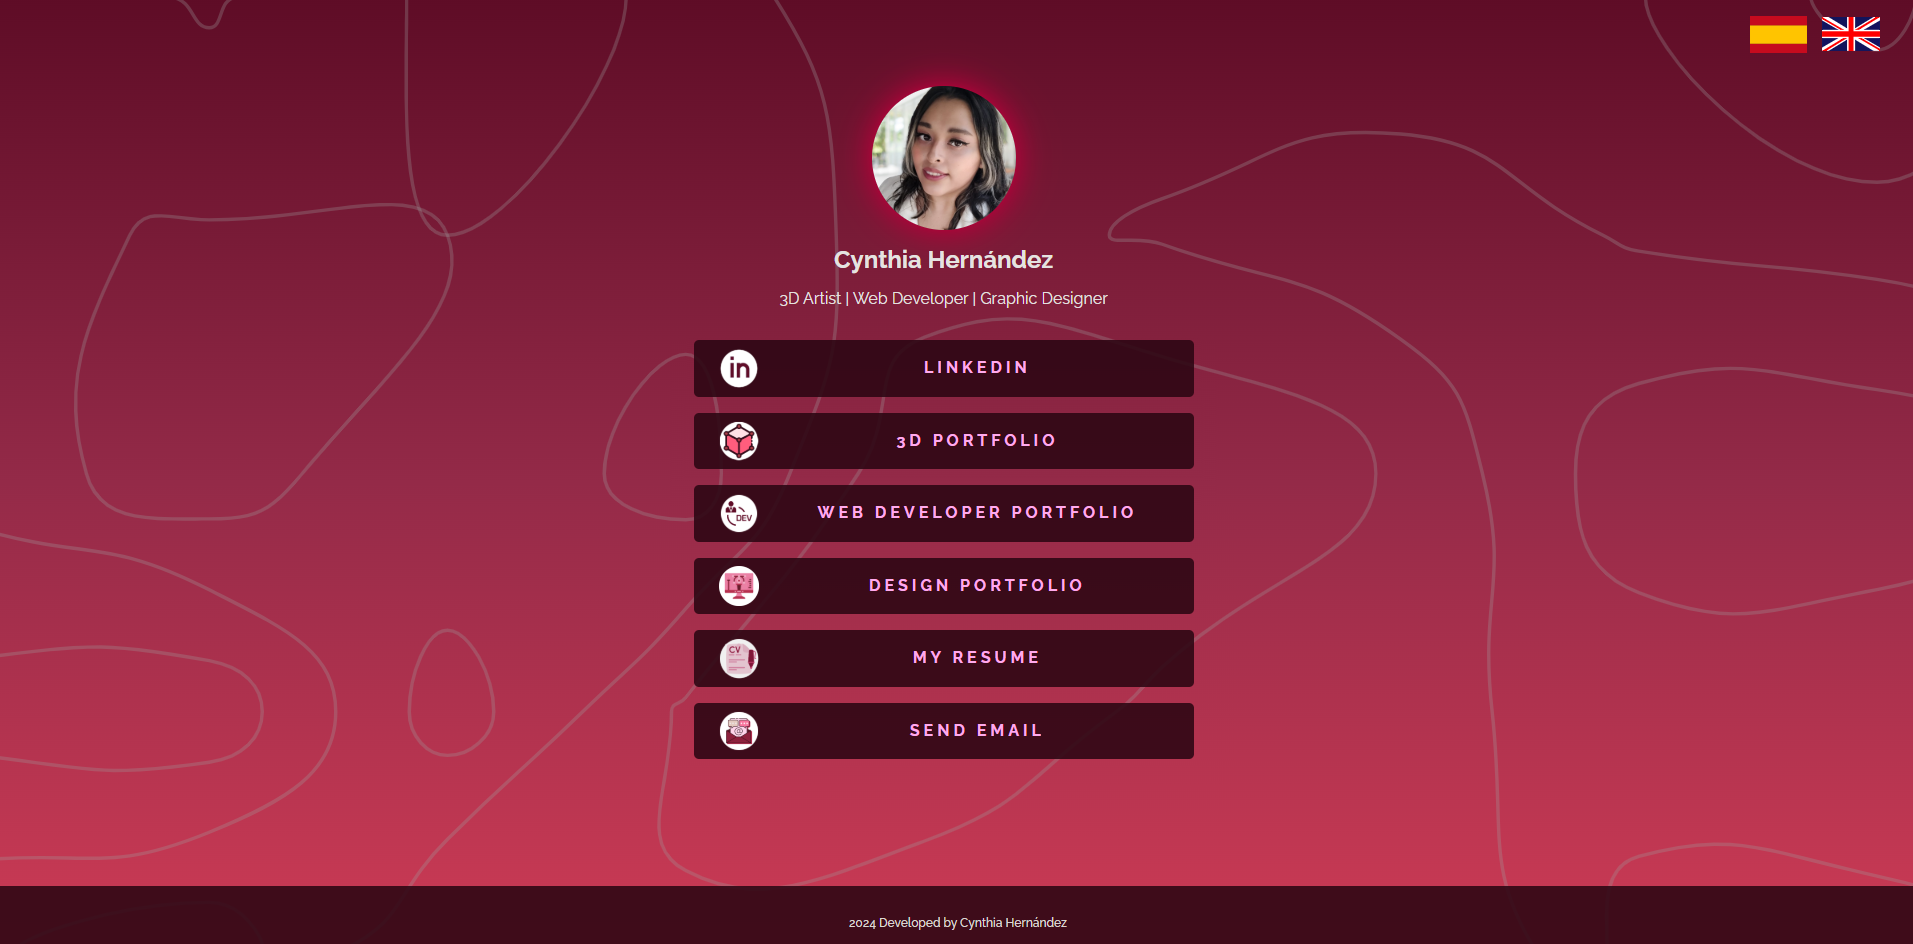 Cynthia Hernández
3D Artist | Web Developer | Graphic Designer
in
LINKEDIN
3D PORTFOLIO
DEV
WEB DEVELOPER PORTFOLIO
DESIGN PORTFOLIO
CV
MY RESUME
@
SEND EMAIL
2024 Developed by Cynthia Hernández